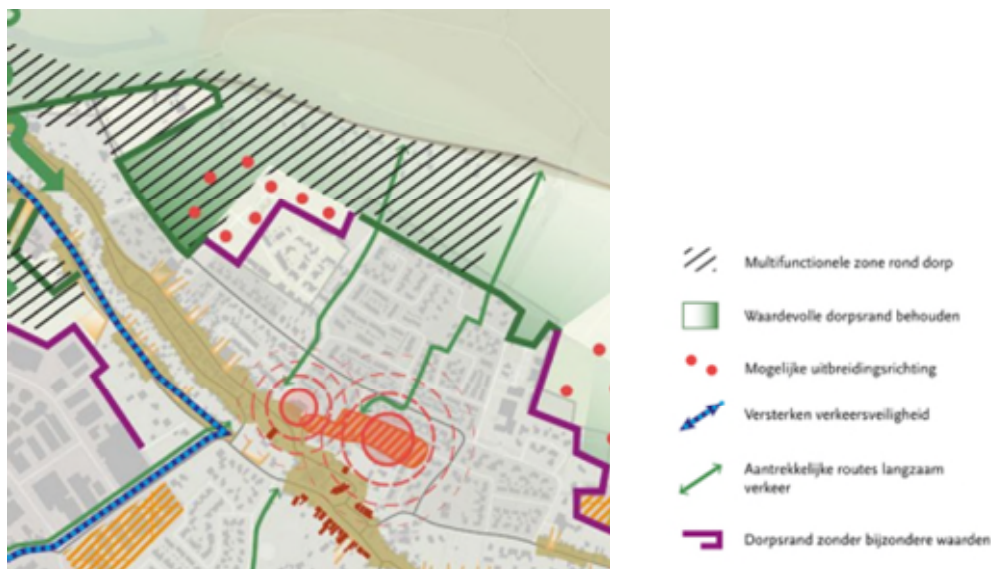 Multifunctionele zone rond dorp
Waardevolle dorpsrand behouden
Mogelijke uitbreidingsrichting
Versterken verkeersveiligheid
Aantrekkelijke routes langzaam
verkeer
Dorpsrand zonder bijzondere waarden